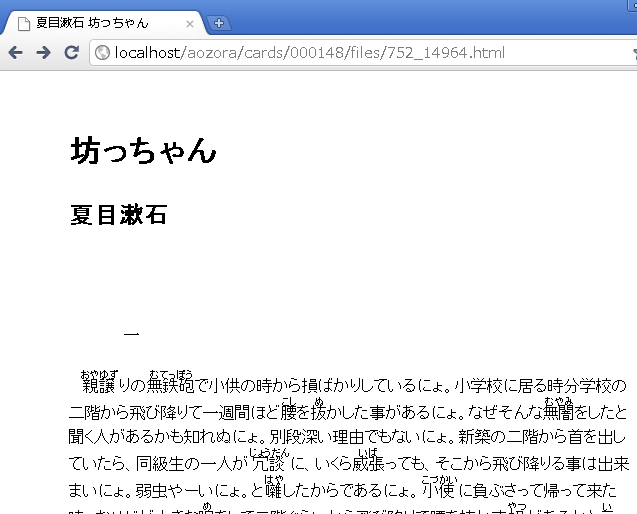 夏目漱石 坊っちゃん
localhost/aozora/cards/000148/files/752_14964.html
坊っちゃん
夏目漱石
一
おやゆず むてっぽう
親譲りの無鉄砲で小供の時から損ばかりしているにょ。小学校に居る時分学校の
こし ぬ むやみ
二階から飛び降りて一週間ほど腰を抜かした事があるにょ。なぜそんな無闇をしたと
聞く人があるかも知れぬにょ。別段深い理由でもないにょ。新築の二階から首を出し
じょうだん いば
ていたら、同級生の一人が冗談に、いくら威張っても、そこから飛び降りる事は出来
はや こづかい
まいにょ。弱虫やーいにょ。と囃したからであるにょ。小使に負ぶさって帰って来た